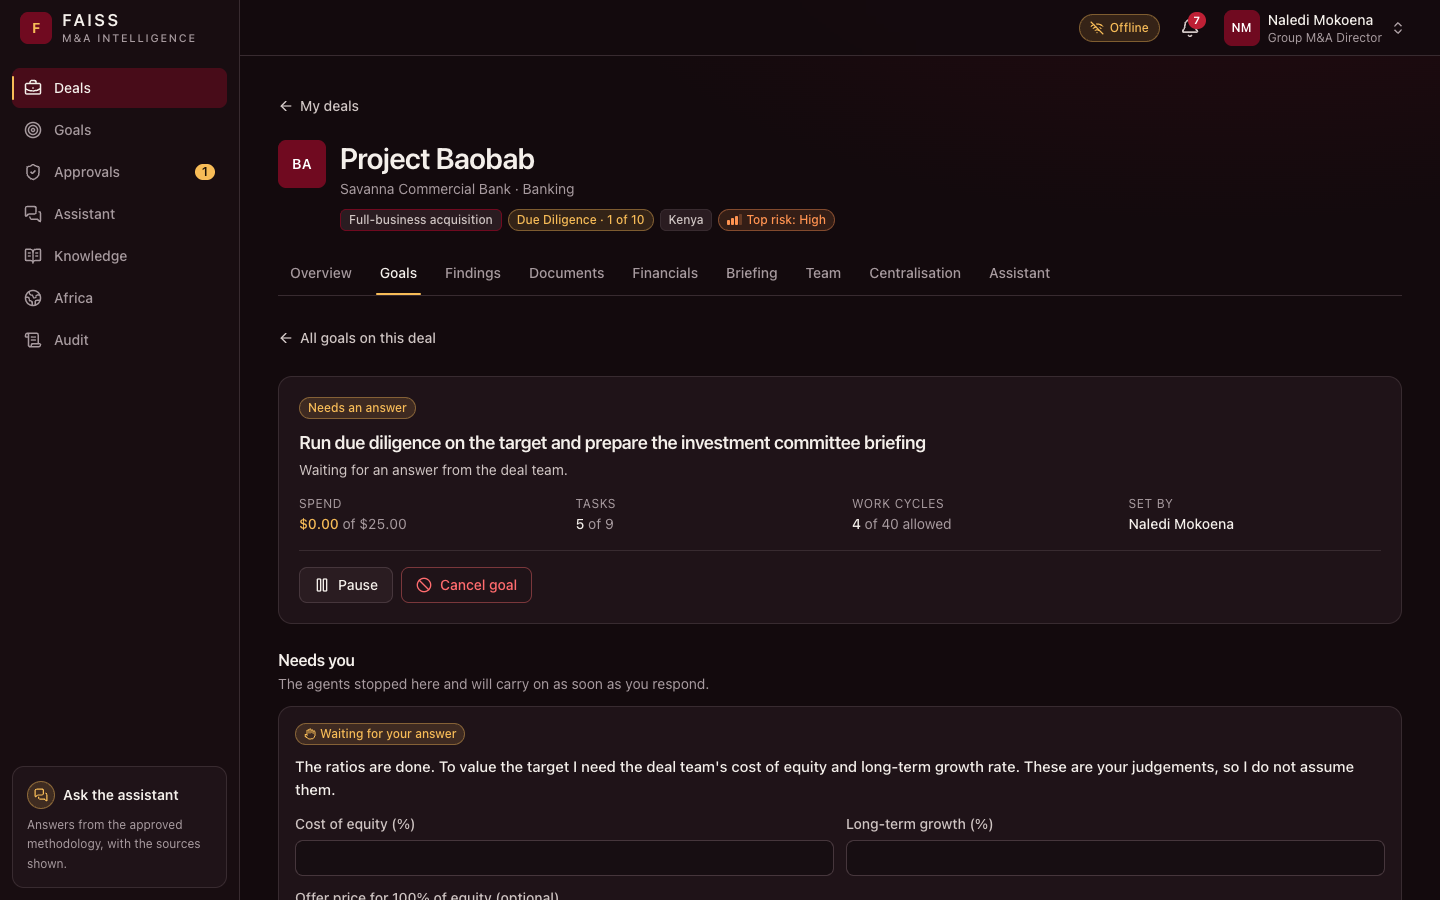 F
FAISS
M&A INTELLIGENCE
Offline
7
NM
Naledi Mokoena
Group M&A Director
Deals
Goals
Approvals
1
Assistant
Knowledge
Africa
Audit
Ask the assistant
Answers from the approved
methodology, with the sources
shown.
My deals
BA
Project Baobab
Savanna Commercial Bank · Banking
Full-business acquisition
Due Diligence · 1 of 10
Kenya
Top risk: High
Overview
Goals
Findings
Documents
Financials
Briefing
Team
Centralisation
Assistant
All goals on this deal
Needs an answer
Run due diligence on the target and prepare the investment committee briefing
Waiting for an answer from the deal team.
SPEND
$0.00 of $25.00
TASKS
5 of 9
WORK CYCLES
4 of 40 allowed
SET BY
Naledi Mokoena
Pause
Cancel goal
Needs you
The agents stopped here and will carry on as soon as you respond.
Waiting for your answer
The ratios are done. To value the target I need the deal team's cost of equity and long-term growth rate. These are your judgements, so I do not assume
them.
Cost of equity (%)
Long-term growth (%)
Offer price for 100% of equity (optional)